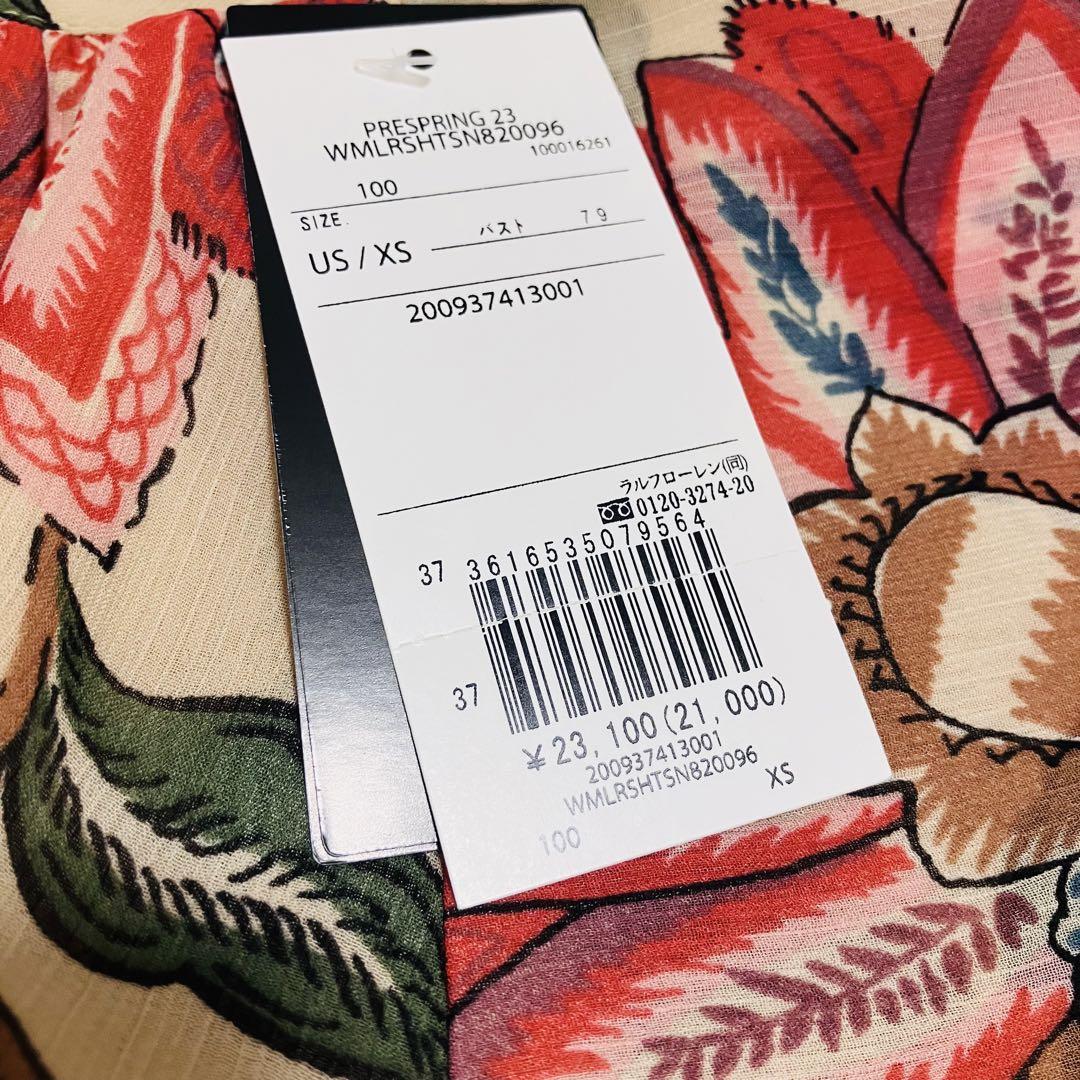 PRESPRING 23
WMLRSHTSN820096
100016261
100
SIZE.
US / XS
バスト 79
200937413001
ラルフローレン(同)
0120-3274-20
37 3616535079564
37
¥23,100(21,000)
200937413001
WMLRSHTSN820096
XS
100